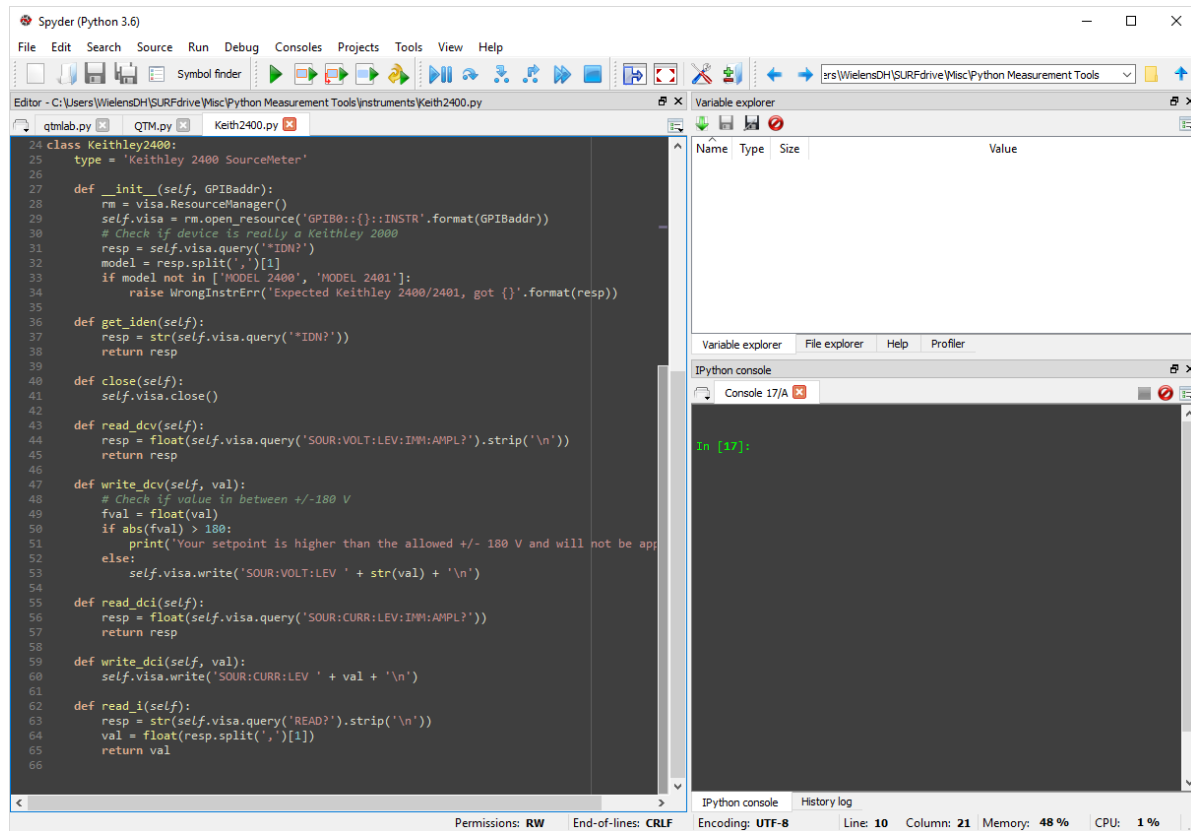 Spyder (Python 3.6)
File Edit Search Source Run Debug Consoles Projects Tools View Help
Symbol finder
ers\WielensDH\SURFdrive\Misc\Python Measurement Tools
Editor - C:\Users\WielensDH\SURFdrive\Misc\Python Measurement Tools\instruments\Keith2400.py
qtmlab.py QTM.py Keith2400.py
24 class Keithley2400:
25     type = 'Keithley 2400 SourceMeter'
26
27     def __init__(self, GPIBaddr):
28         rm = visa.ResourceManager()
29         self.visa = rm.open_resource('GPIB0::{}::INSTR'.format(GPIBaddr))
30         # Check if device is really a Keithley 2000
31         resp = self.visa.query('*IDN?')
32         model = resp.split(',')[1]
33         if model not in ['MODEL 2400', 'MODEL 2401']:
34             raise WrongInstrErr('Expected Keithley 2400/2401, got {}'.format(resp))
35
36     def get_iden(self):
37         resp = str(self.visa.query('*IDN?'))
38         return resp
39
40     def close(self):
41         self.visa.close()
42
43     def read_dcv(self):
44         resp = float(self.visa.query('SOUR:VOLT:LEV:IMM:AMPL?').strip('\n'))
45         return resp
46
47     def write_dcv(self, val):
48         # Check if value in between +/-180 V
49         fval = float(val)
50         if abs(fval) > 180:
51             print('Your setpoint is higher than the allowed +/- 180 V and will not be app
52         else:
53             self.visa.write('SOUR:VOLT:LEV ' + str(val) + '\n')
54
55     def read_dci(self):
56         resp = float(self.visa.query('SOUR:CURR:LEV:IMM:AMPL?'))
57         return resp
58
59     def write_dci(self, val):
60         self.visa.write('SOUR:CURR:LEV ' + val + '\n')
61
62     def read_i(self):
63         resp = str(self.visa.query('READ?').strip('\n'))
64         val = float(resp.split(',')[1])
65         return val
66
Variable explorer
Name Type Size Value
Variable explorer File explorer Help Profiler
IPython console
Console 17/A
In [17]:
IPython console History log
Permissions: RW End-of-lines: CRLF Encoding: UTF-8 Line: 10 Column: 21 Memory: 48 % CPU: 1 %